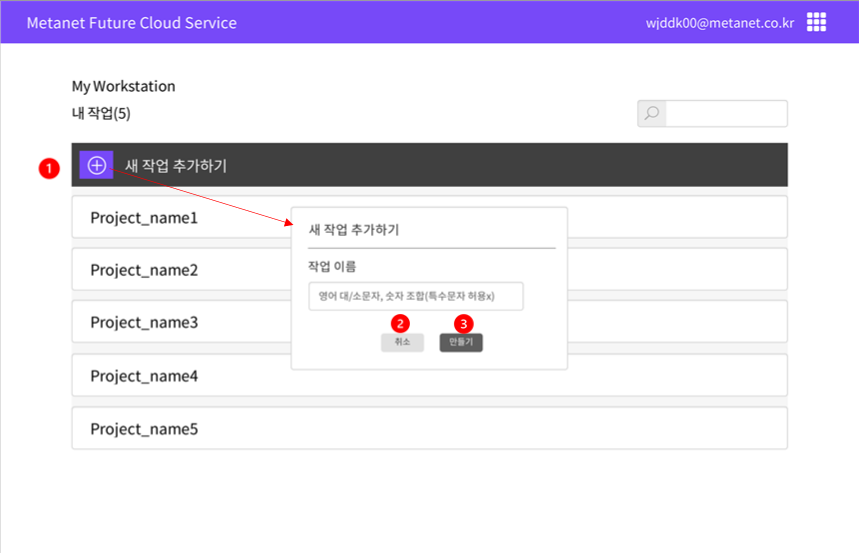 Metanet Future Cloud Service
wjddk00@metanet.co.kr
My Workstation
내 작업(5)
1
새 작업 추가하기
Project_name1
Project_name2
Project_name3
Project_name4
Project_name5
새 작업 추가하기
작업 이름
영어 대/소문자, 숫자 조합(특수문자 허용x)
2
3
취소
만들기